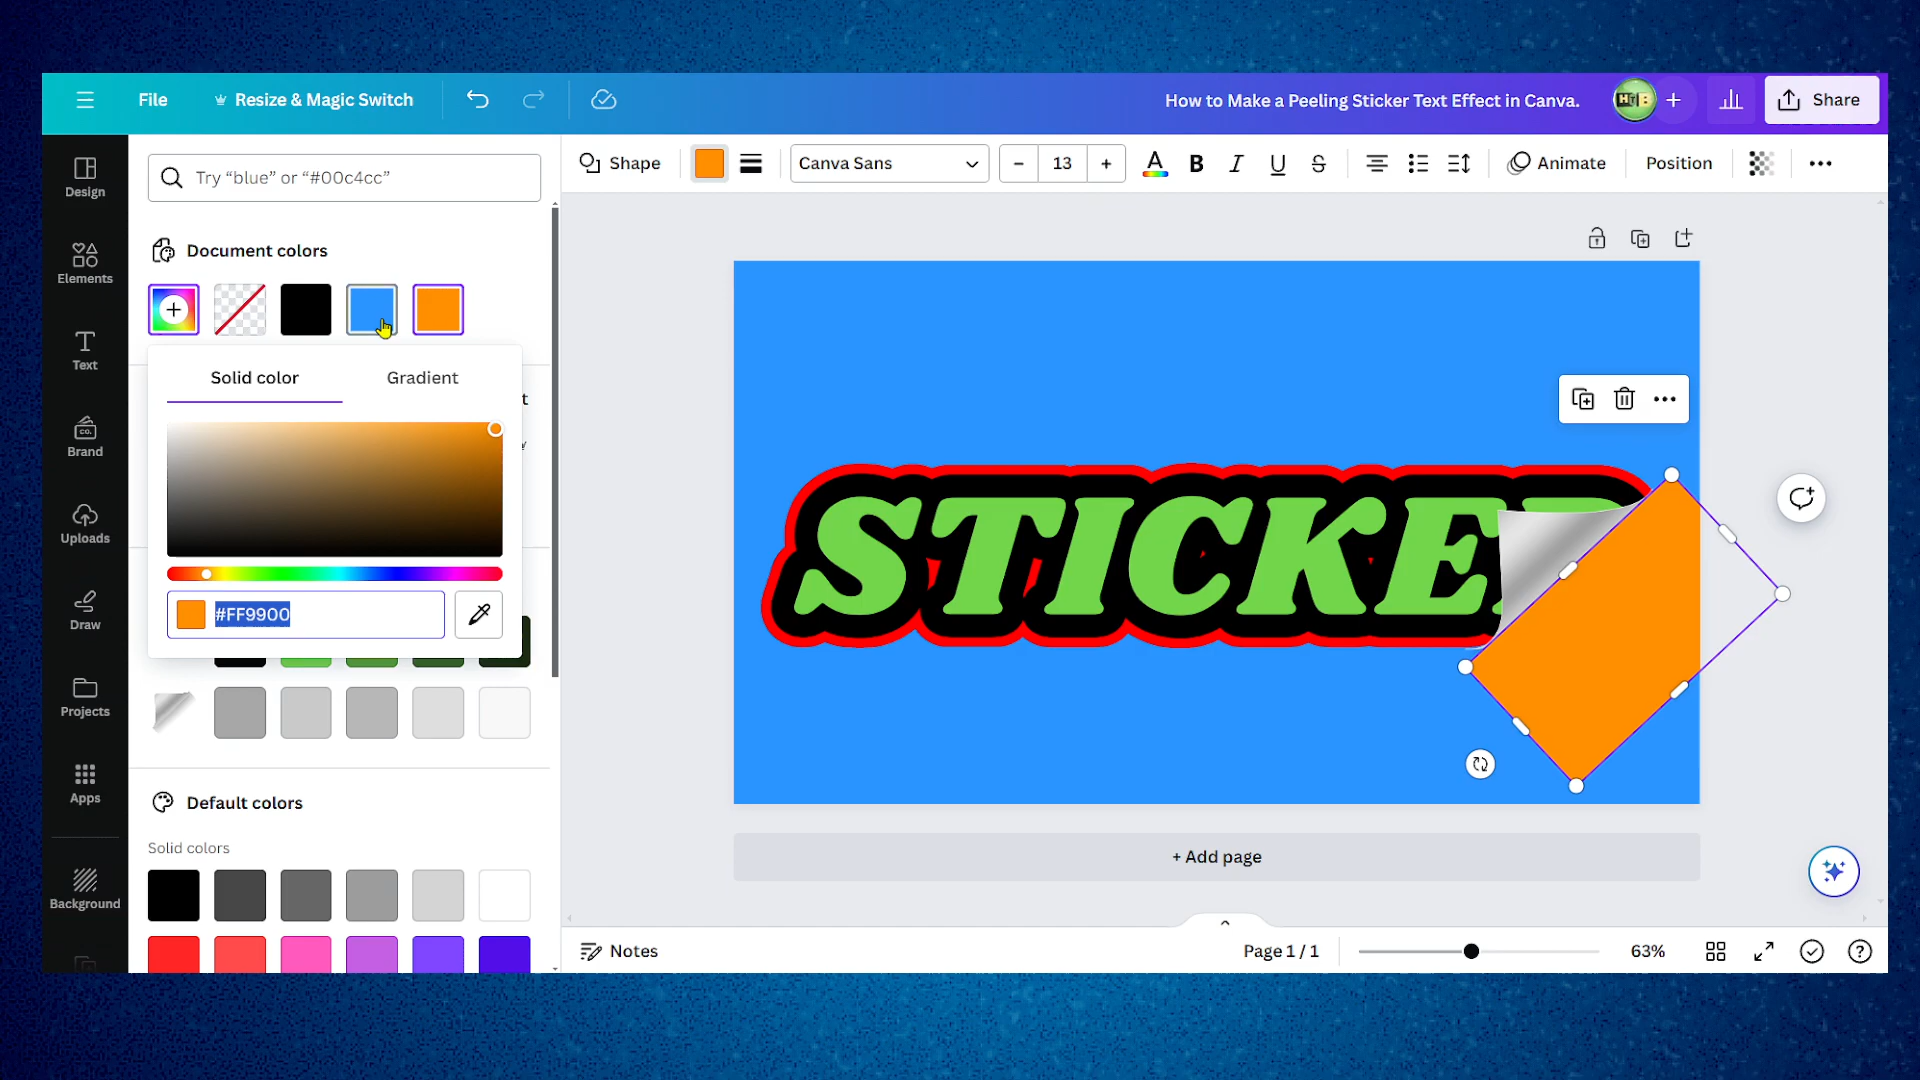 File
Resize & Magic Switch
How to Make a Peeling Sticker Text Effect in Canva.
Share
Design
Elements
Text
Brand
Uploads
Draw
Projects
Apps
Background
Try “blue” or “#00c4cc”
Document colors
Solid color
Gradient
#FF9900
Default colors
Solid colors
Shape
Canva Sans
13
Animate
Position
STICKER
+ Add page
Notes
Page 1 / 1
63%